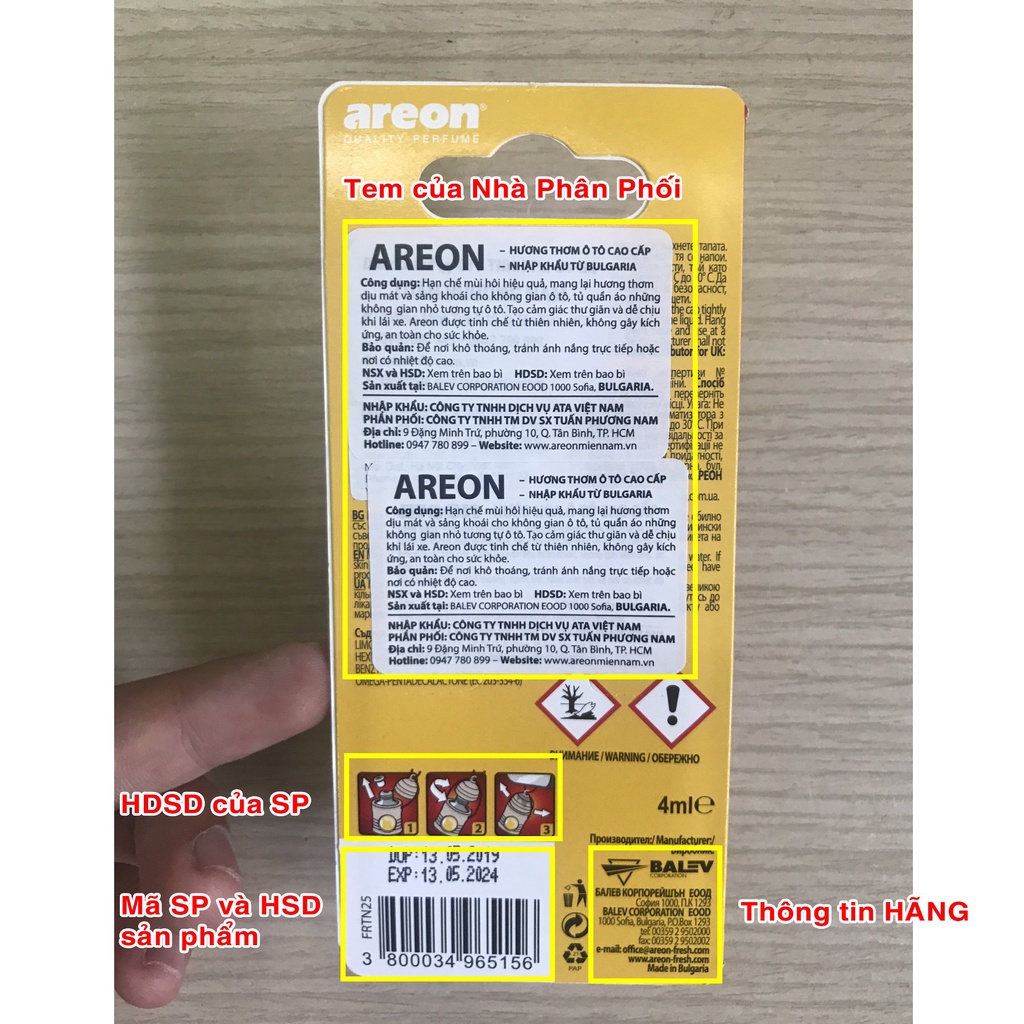 areon®
QUALITY PERFUME
Tem của Nhà Phân Phối
AREON
– HƯƠNG THƠM Ô TÔ CAO CẤP
– NHẬP KHẨU TỪ BULGARIA
Công dụng: Hạn chế mùi hôi hiệu quả, mang lại hương thơm
dịu mát và sảng khoái cho không gian ô tô, tủ quần áo những
không gian nhỏ tương tự ô tô. Tạo cảm giác thư giãn và dễ chịu
khi lái xe. Areon được tinh chế từ thiên nhiên, không gây kích
ứng, an toàn cho sức khỏe.
Bảo quản: Để nơi khô thoáng, tránh ánh nắng trực tiếp hoặc
nơi có nhiệt độ cao.
NSX và HSD: Xem trên bao bì HDSD: Xem trên bao bì
Sản xuất tại: BALEV CORPORATION EOOD 1000 Sofia, BULGARIA.
NHẬP KHẨU: CÔNG TY TNHH DỊCH VỤ ATA VIỆT NAM
PHÂN PHỐI: CÔNG TY TNHH TM DV SX TUẤN PHƯƠNG NAM
Địa chỉ: 9 Đặng Minh Trứ, phường 10, Q. Tân Bình, TP. HCM
Hotline: 0947 780 899 – Website: www.areonmiennam.vn
AREON
– HƯƠNG THƠM Ô TÔ CAO CẤP
– NHẬP KHẨU TỪ BULGARIA
Công dụng: Hạn chế mùi hôi hiệu quả, mang lại hương thơm
dịu mát và sảng khoái cho không gian ô tô, tủ quần áo những
không gian nhỏ tương tự ô tô. Tạo cảm giác thư giãn và dễ chịu
khi lái xe. Areon được tinh chế từ thiên nhiên, không gây kích
ứng, an toàn cho sức khỏe.
Bảo quản: Để nơi khô thoáng, tránh ánh nắng trực tiếp hoặc
nơi có nhiệt độ cao.
NSX và HSD: Xem trên bao bì HDSD: Xem trên bao bì
Sản xuất tại: BALEV CORPORATION EOOD 1000 Sofia, BULGARIA.
NHẬP KHẨU: CÔNG TY TNHH DỊCH VỤ ATA VIỆT NAM
PHÂN PHỐI: CÔNG TY TNHH TM DV SX TUẤN PHƯƠNG NAM
Địa chỉ: 9 Đặng Minh Trứ, phường 10, Q. Tân Bình, TP. HCM
Hotline: 0947 780 899 – Website: www.areonmiennam.vn
OMEGA-PENTADECALACTONE (EC 203-354-6)
ВНИМАНИЕ / WARNING / ОБЕРЕЖНО
HDSD của SP
1 2 3
4ml℮
Производител:/ Manufacturer:/
Виробник:
BALEV
CORPORATION
БАЛЕВ КОРПОРЕЙШЪН ЕООД
София 1000, П.К 1293
BALEV CORPORATION EOOD
1000 Sofia, Bulgaria, P.O.Box 1293
tel: 00359 2 9502000
fax: 00359 2 9502002
e-mail: office@areon-fresh.com
www.areon-fresh.com
Made in Bulgaria
Thông tin HÃNG
DOP: 13.05.2019
EXP: 13.05.2024
FRTN25
3 800034 965156
PAP
Mã SP và HSD
sản phẩm